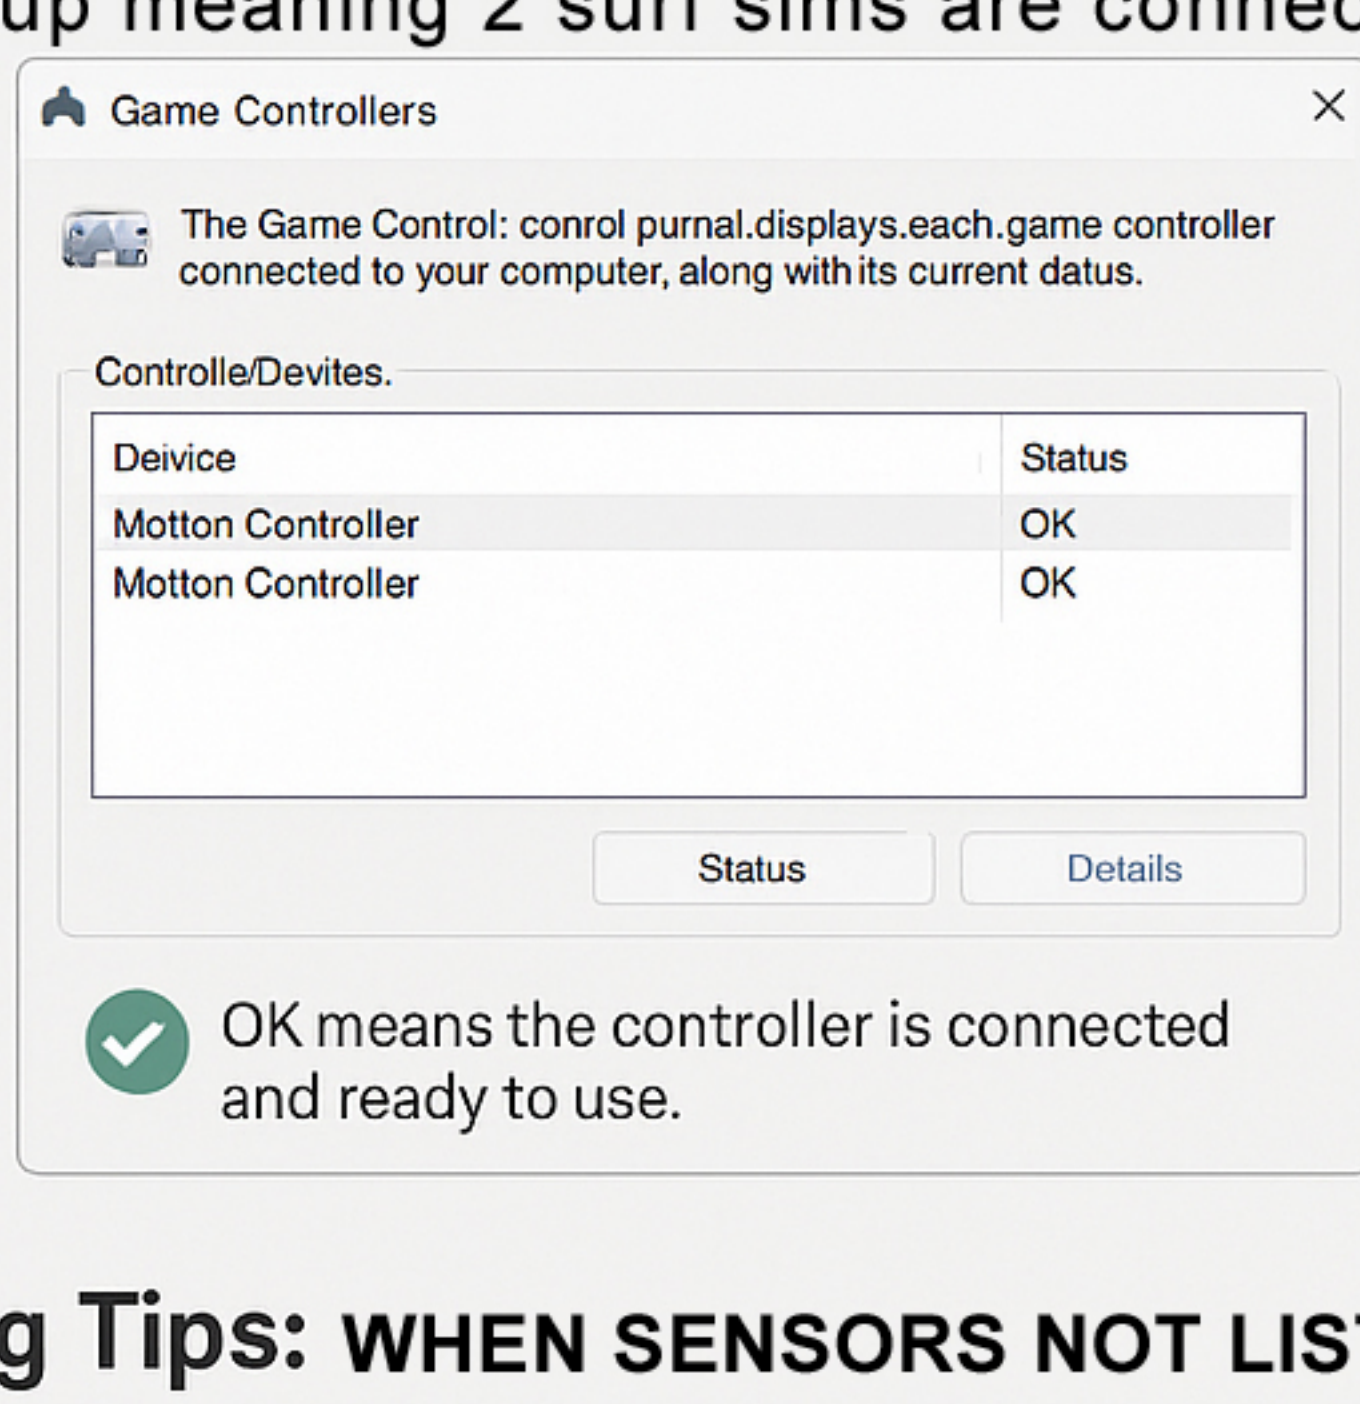 up meaning 2 surf sims are connec
Game Controllers
The Game Control: conrol purnal.displays.each.game controller
connected to your computer, along with its current datus.
Controlle/Devites.
Deivice Status
Motton Controller OK
Motton Controller OK
Status Details
OK means the controller is connected
and ready to use.
g Tips: WHEN SENSORS NOT LIS